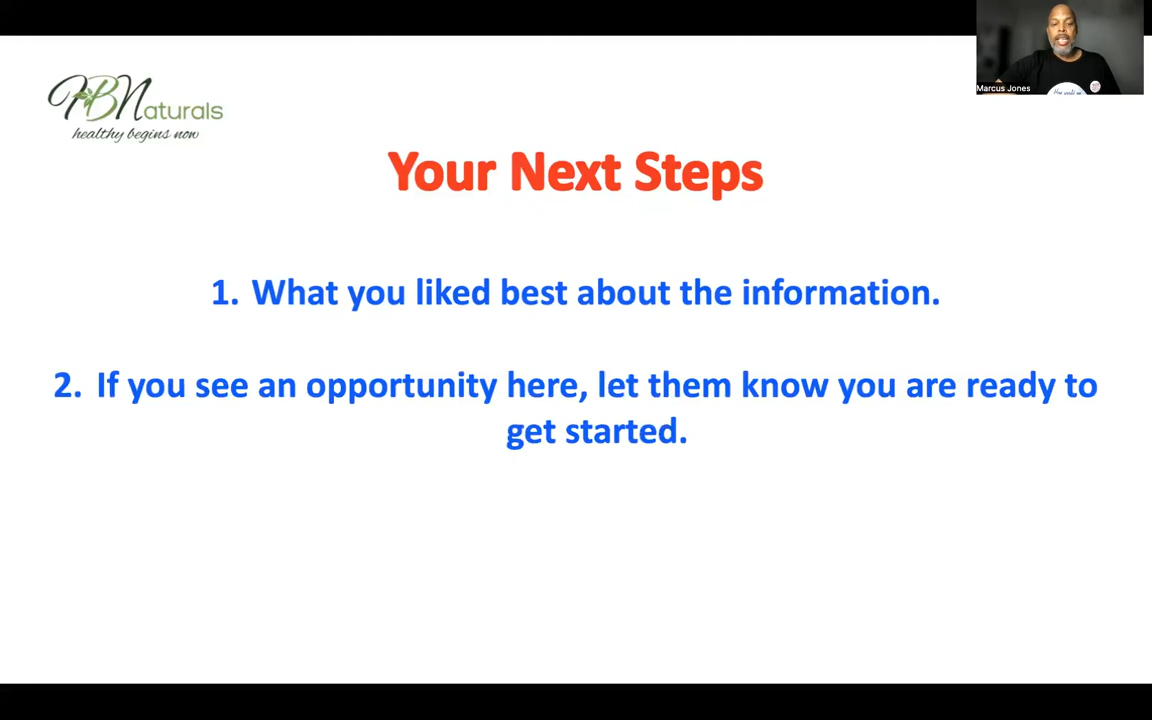 HBNaturals
healthy begins now
Marcus Jones
Your Next Steps
1. What you liked best about the information.
2. If you see an opportunity here, let them know you are ready to
get started.